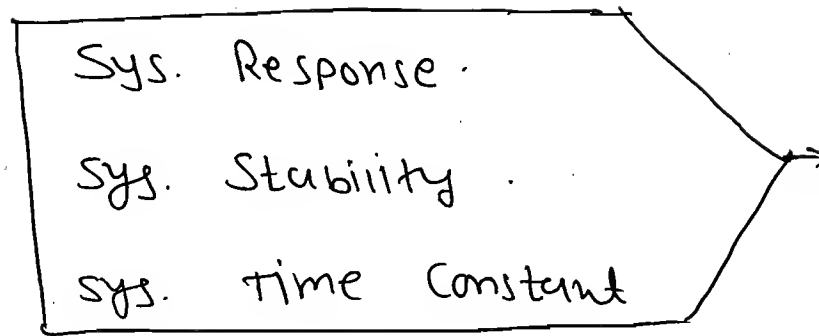 Sys. Response.
Sys. Stability.
Sys. Time Constant